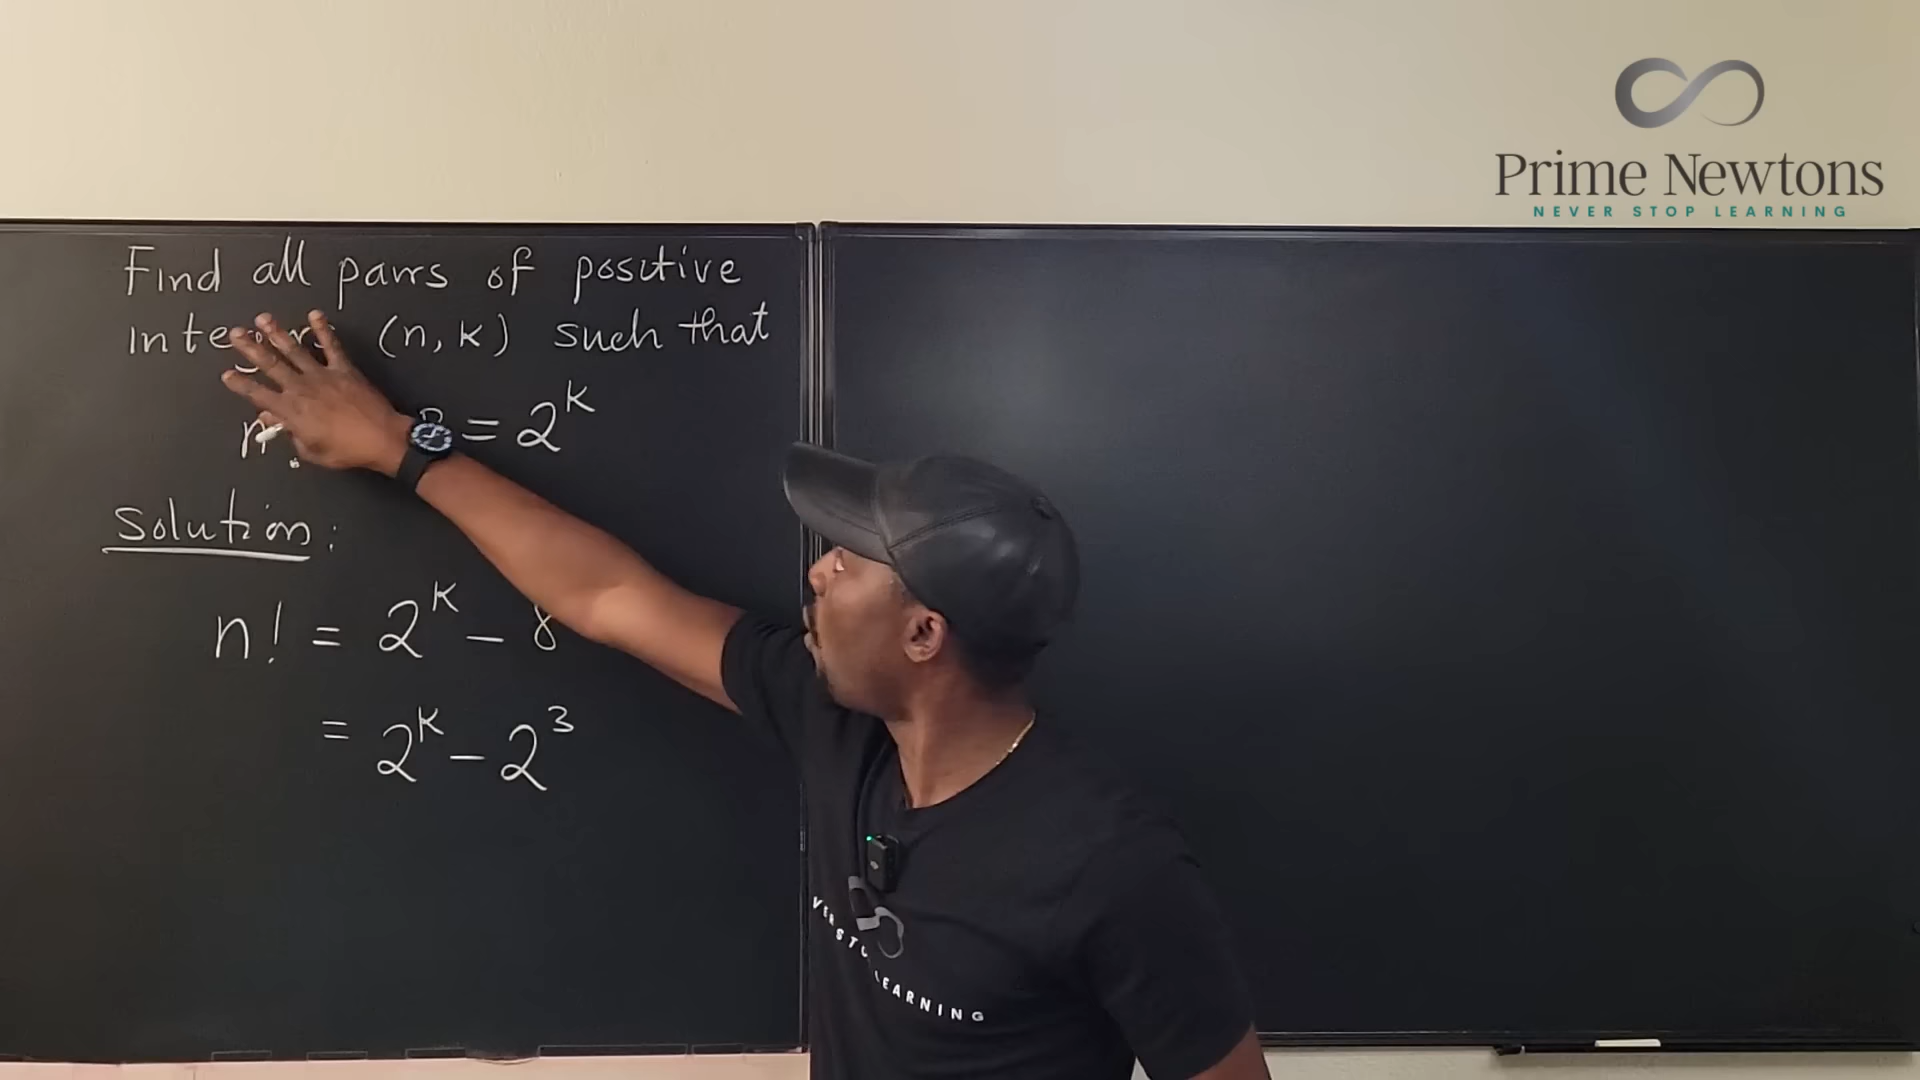 Prime Newtons
NEVER STOP LEARNING
Find all pairs of positive
integers (n, k) such that
n = 2^k
Solution:
n! = 2^k - 8
= 2^k - 2^3
LEARNING